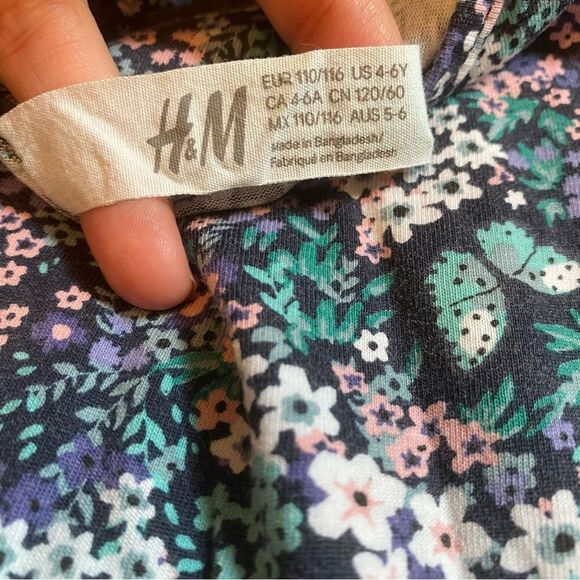 H&M
EUR 110/116 US 4-6Y
CA 4-6A CN 120/60
MX 110/116 AUS 5-6
Made in Bangladesh/
Fabriqué en Bangladesh